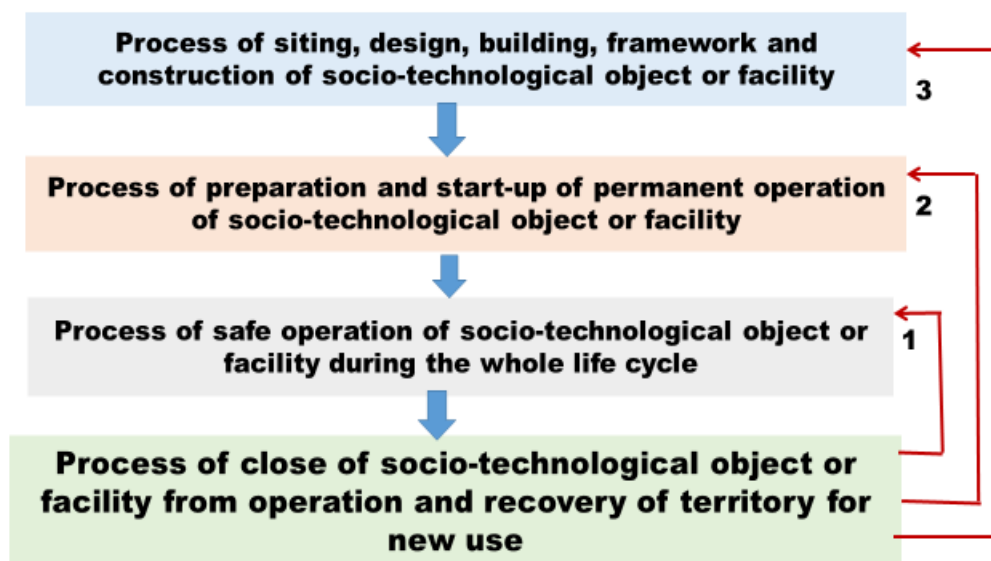 Process of siting, design, building, framework and
construction of socio-technological object or facility
3
Process of preparation and start-up of permanent operation
of socio-technological object or facility
2
Process of safe operation of socio-technological object or
facility during the whole life cycle
1
Process of close of socio-technological object or
facility from operation and recovery of territory for
new use